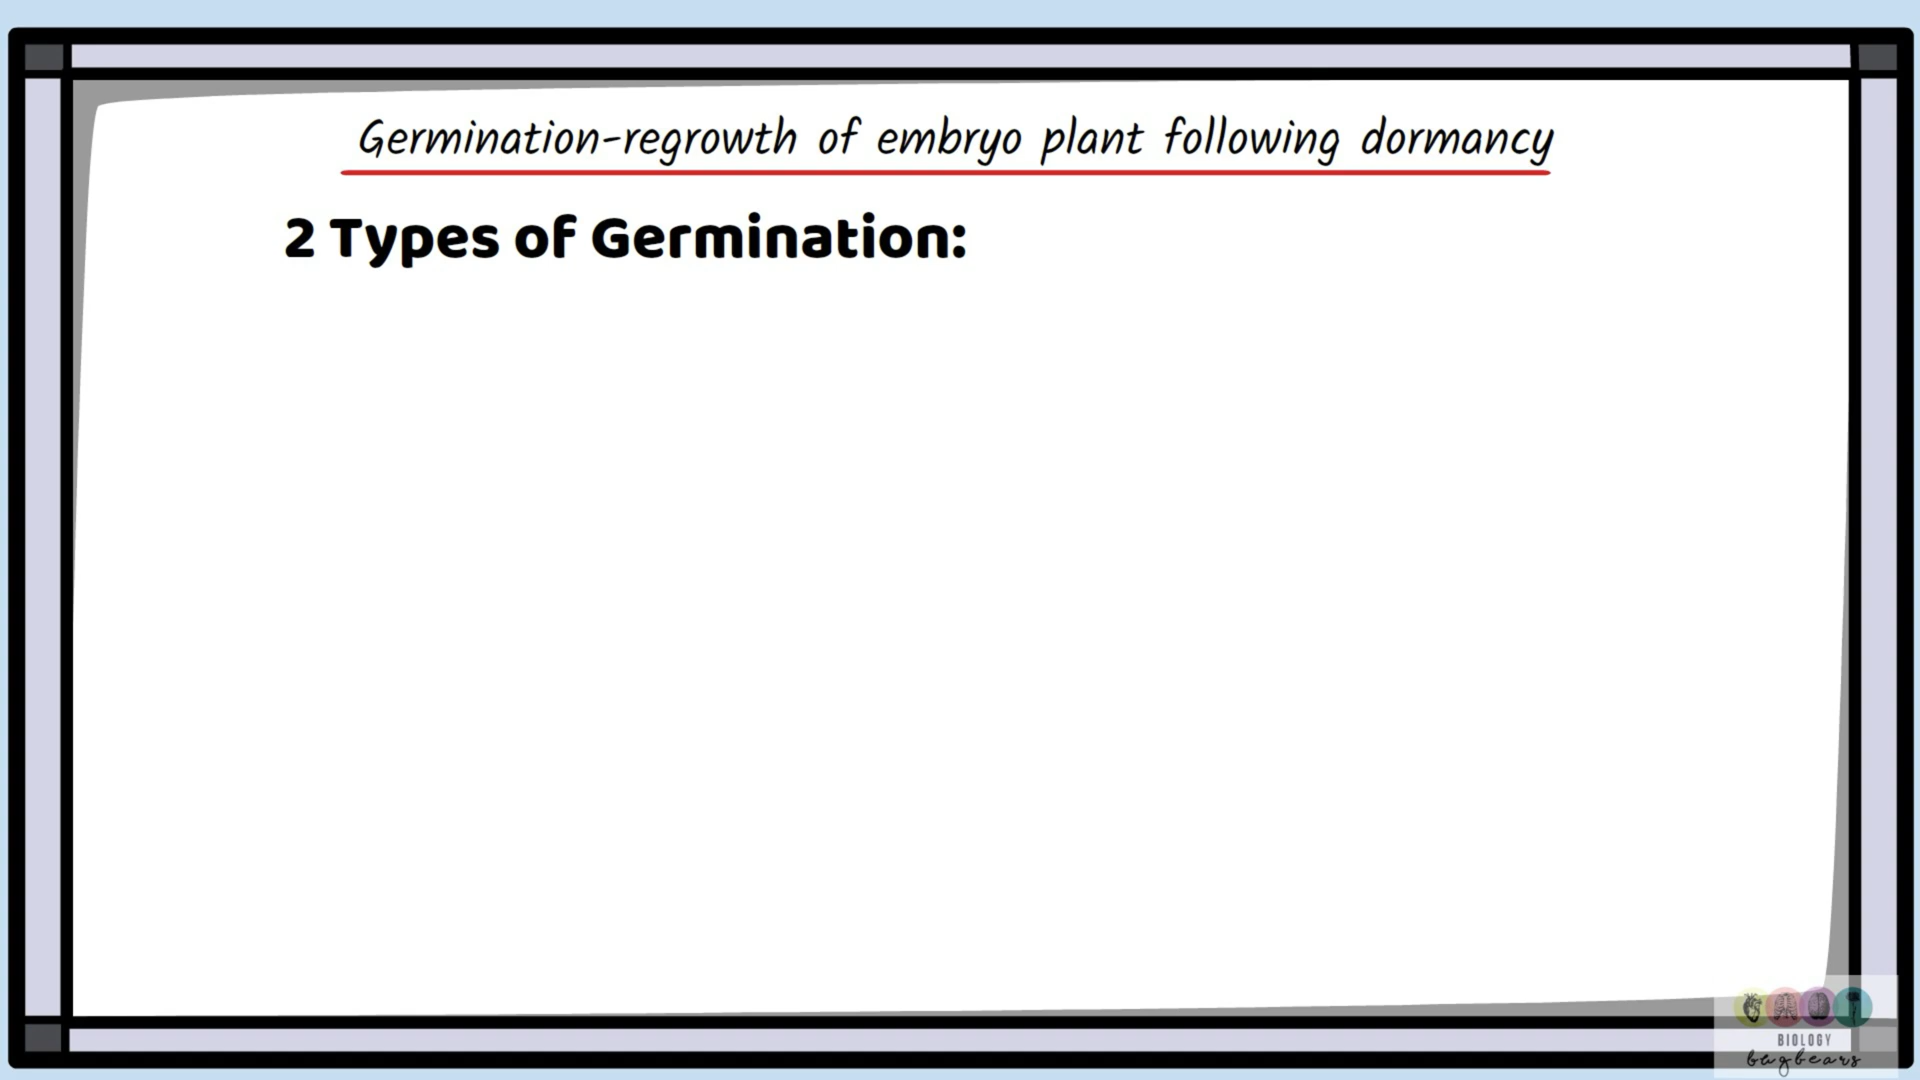 Germination-regrowth of embryo plant following dormancy
2 Types of Germination:
BIOLOGY
bugbears